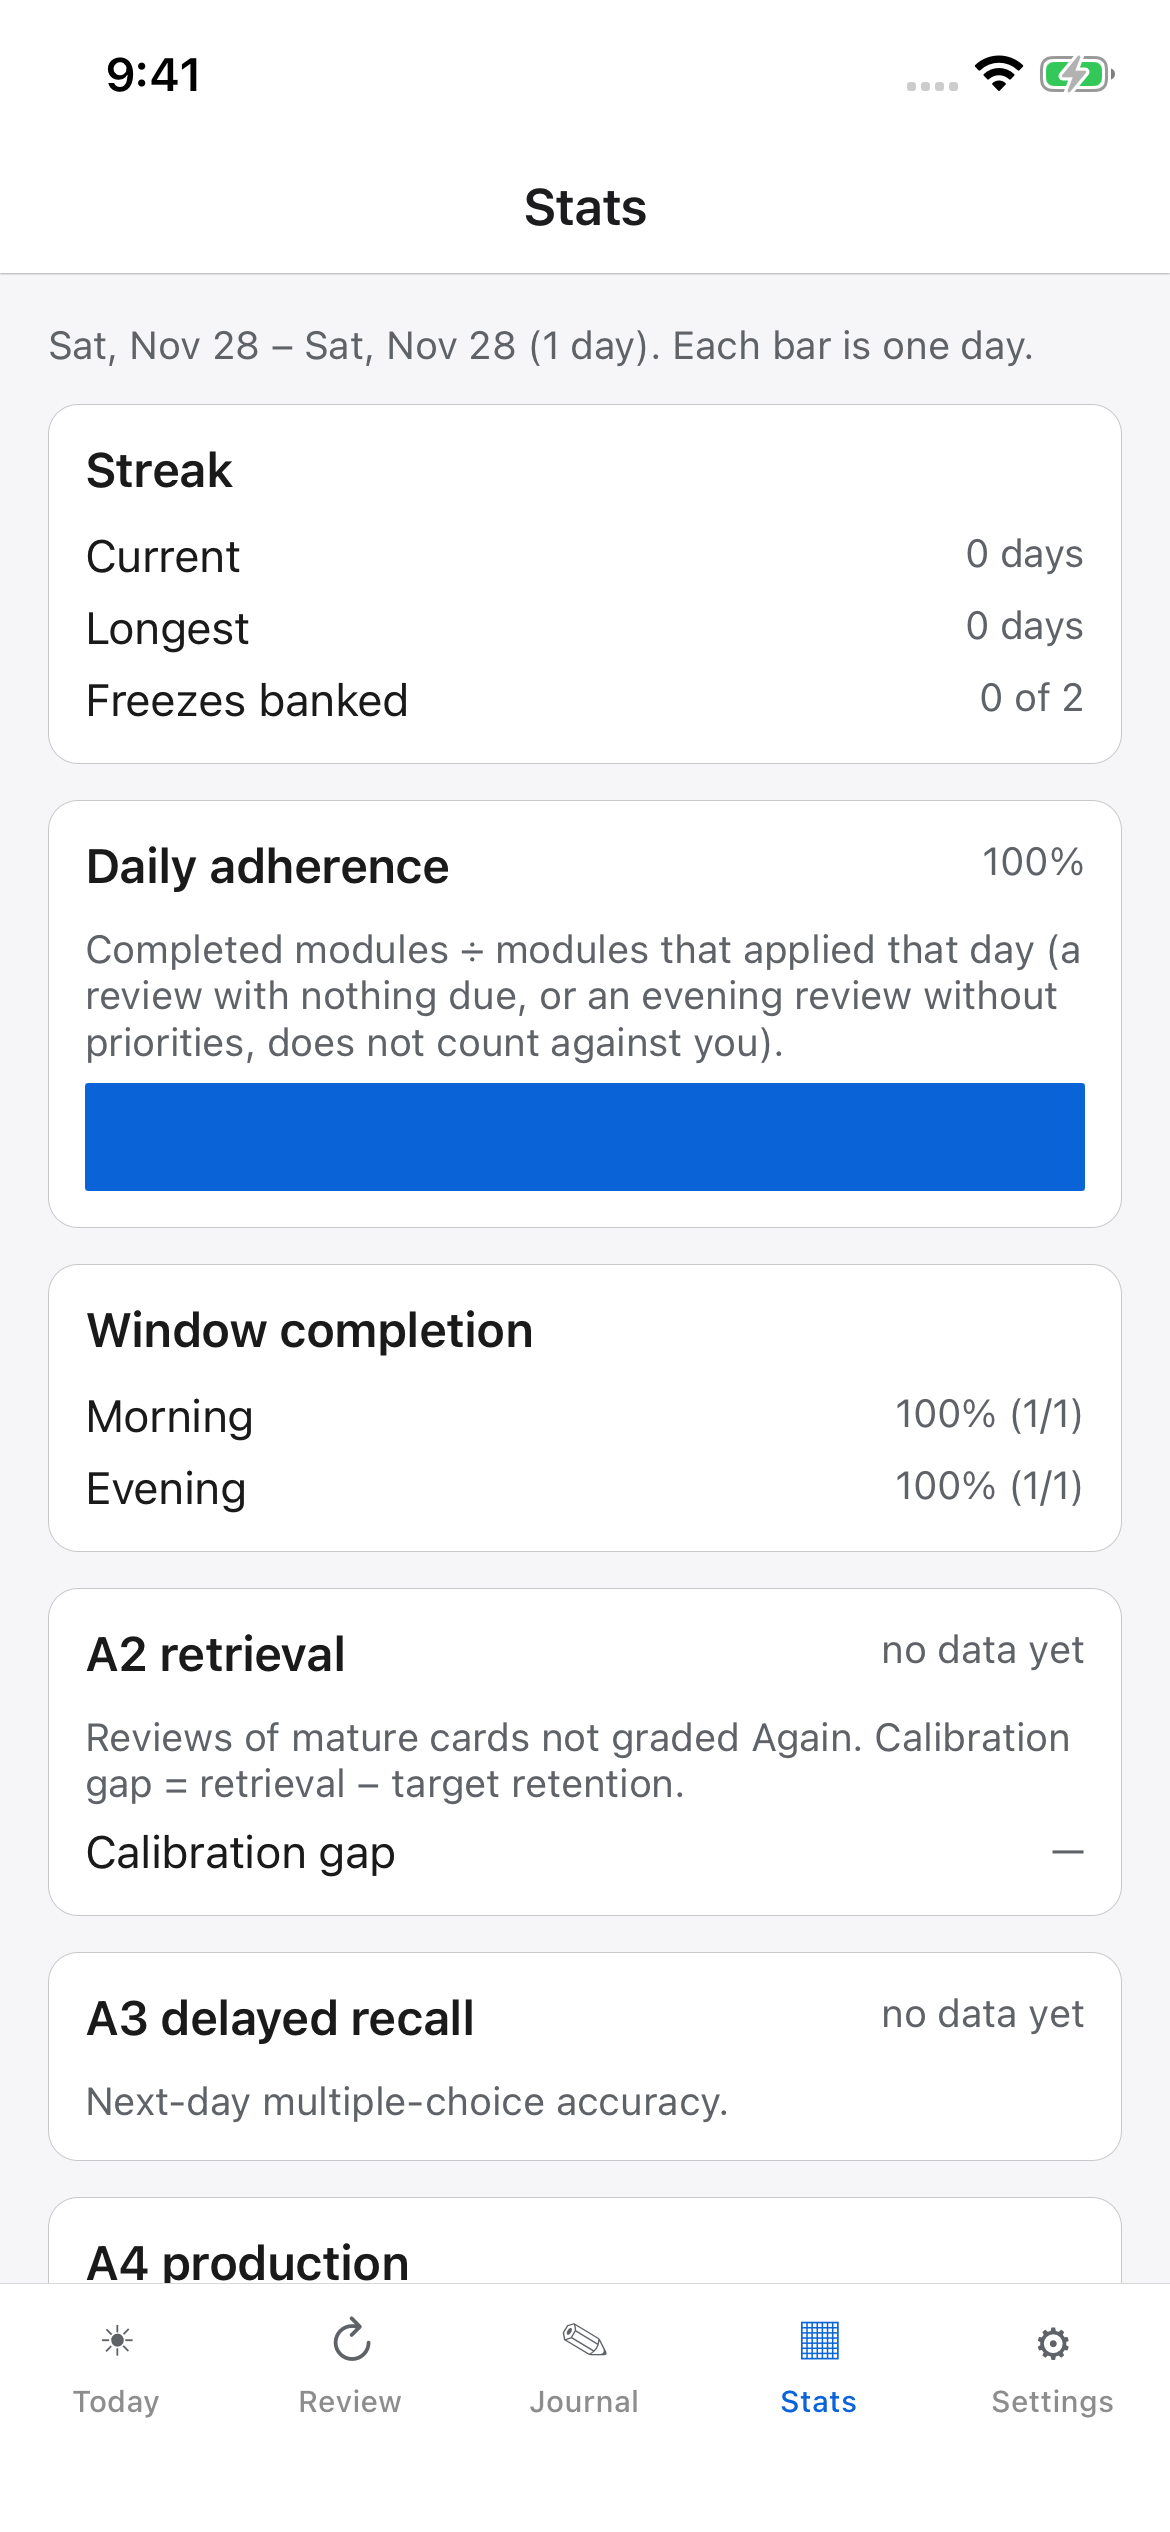 9:41
Stats
Sat, Nov 28 – Sat, Nov 28 (1 day). Each bar is one day.
Streak
Current 0 days
Longest 0 days
Freezes banked 0 of 2
Daily adherence 100%
Completed modules ÷ modules that applied that day (a
review with nothing due, or an evening review without
priorities, does not count against you).
Window completion
Morning 100% (1/1)
Evening 100% (1/1)
A2 retrieval no data yet
Reviews of mature cards not graded Again. Calibration
gap = retrieval – target retention.
Calibration gap —
A3 delayed recall no data yet
Next-day multiple-choice accuracy.
A4 production
Today Review Journal Stats Settings